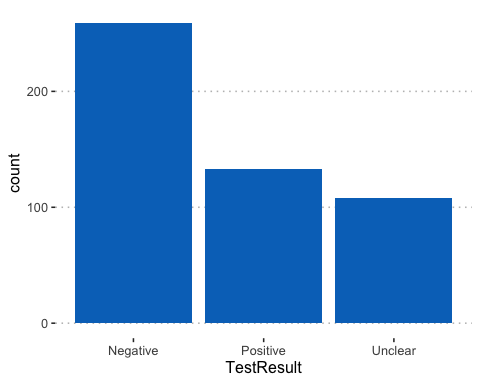 count
200
100
0
Negative Positive Unclear
TestResult